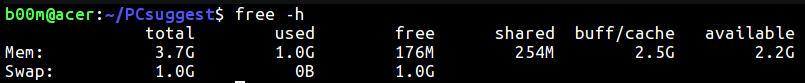 b00m@acer:~/PCsuggest$ free -h
              total        used        free      shared  buff/cache   available
Mem:           3.7G        1.0G        176M        254M        2.5G        2.2G
Swap:          1.0G          0B        1.0G